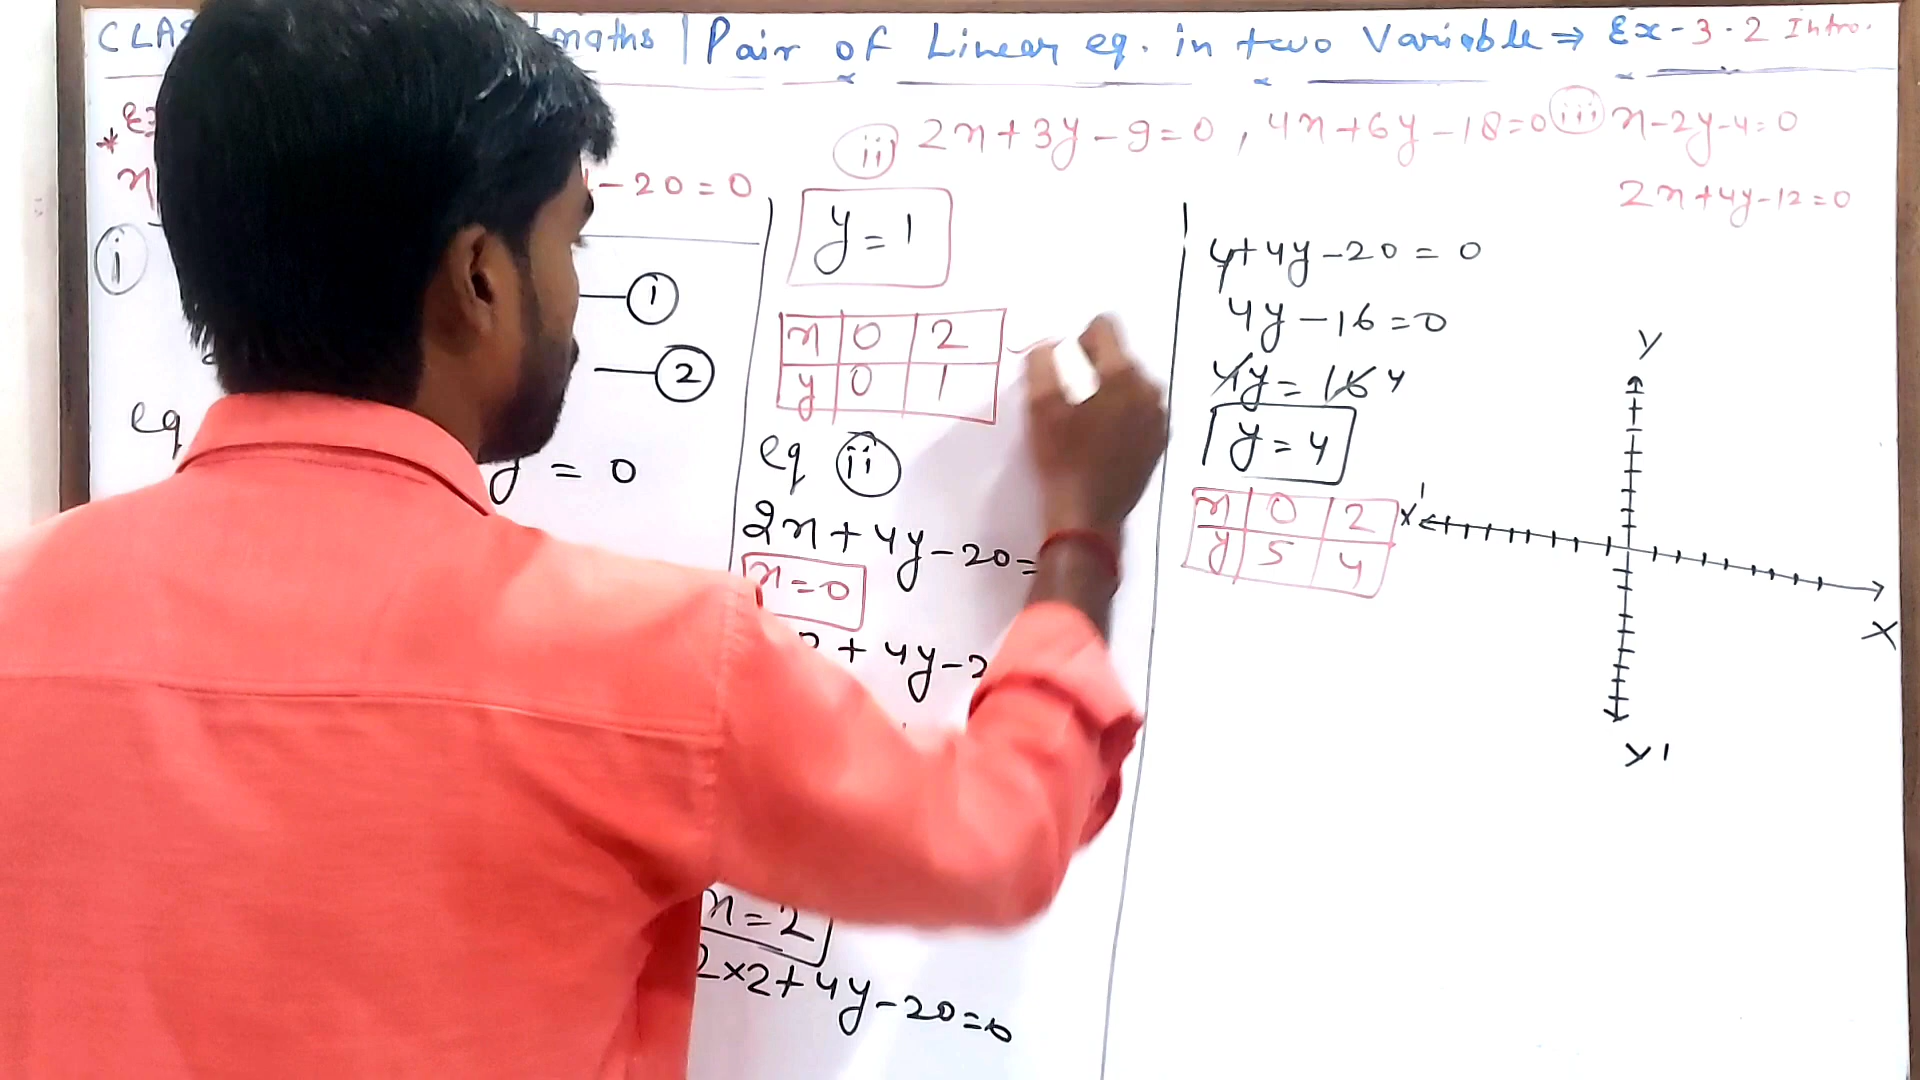 maths | Pair of Linear eq. in two Variable ⇒ Ex-3.2 Intro.
(ii) 2x+3y-9=0, 4x+6y-18=0 (iii) x-2y-4=0
2x+4y-12=0
*
x
-20=0
(i)
1
2
eq
y = 0
y = 1
x 0 2
y 0 1
eq (ii)
2x+4y-20=
x=0
+4y-2
x=2
2×2+4y-20=0
4+4y-20=0
4y-16=0
4y=16 4
y=4
x 0 2
y 5 4
Y
X'
X
Y'